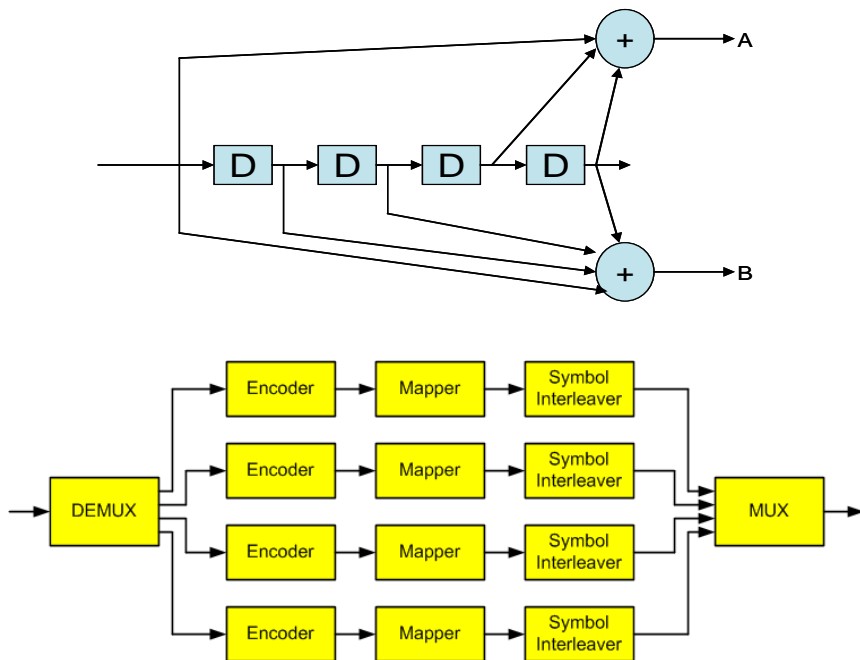 +
A
D
D
D
D
+
B
Encoder
Mapper
Symbol
Interleaver
Encoder
Mapper
Symbol
Interleaver
DEMUX
MUX
Encoder
Mapper
Symbol
Interleaver
Encoder
Mapper
Symbol
Interleaver